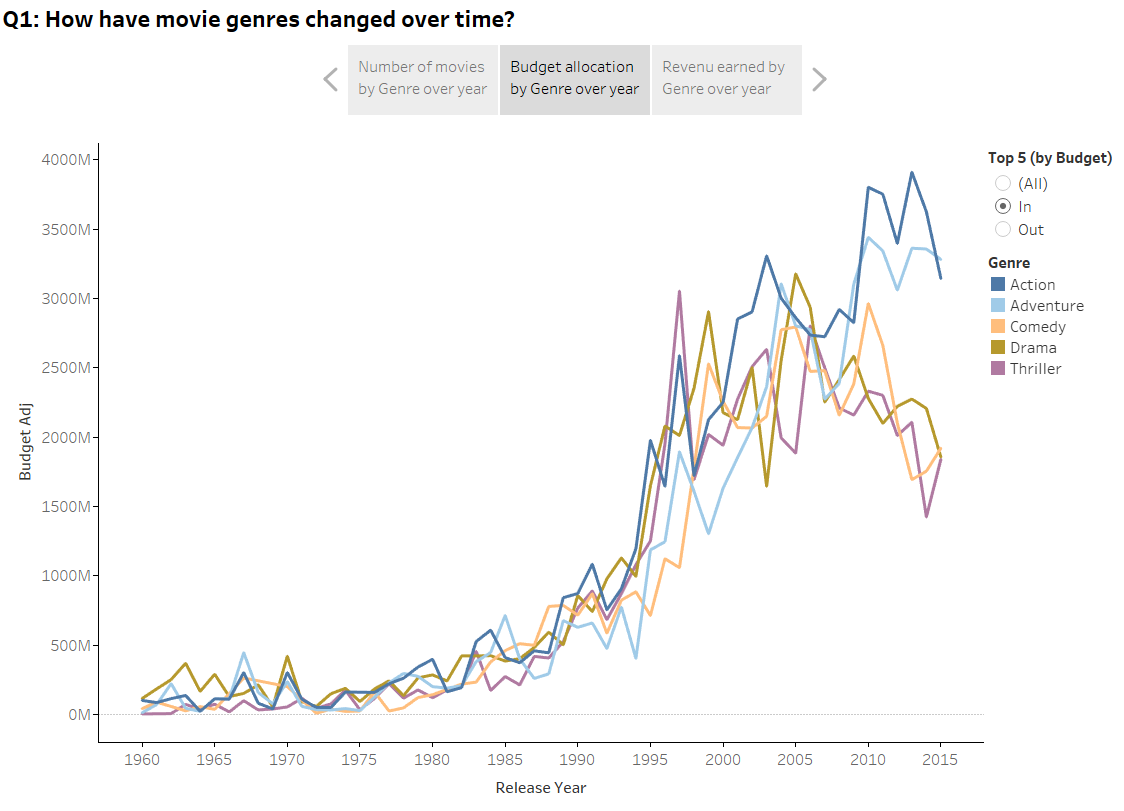 Q1: How have movie genres changed over time?
Number of movies
by Genre over year
Budget allocation
by Genre over year
Revenu earned by
Genre over year
4000M
3500M
3000M
2500M
2000M
1500M
1000M
500M
0M
Budget Adj
1960 1965 1970 1975 1980 1985 1990 1995 2000 2005 2010 2015
Release Year
Top 5 (by Budget)
(All)
In
Out
Genre
Action
Adventure
Comedy
Drama
Thriller